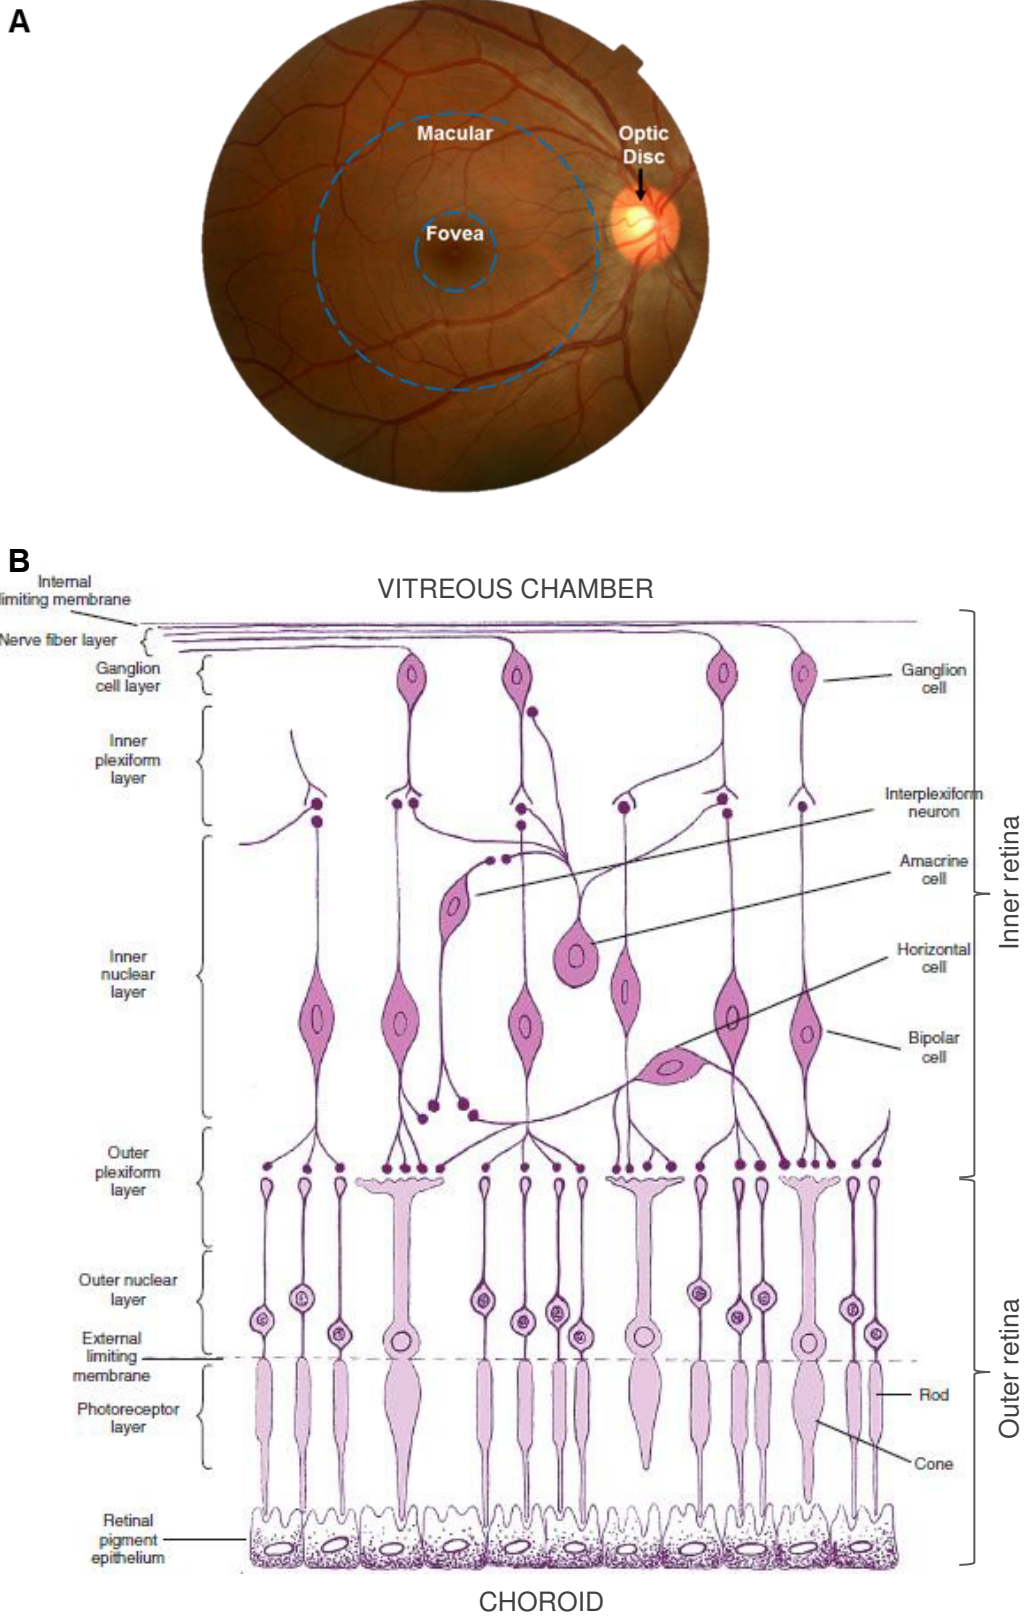 A
Macular
Optic
Disc
Fovea
B
VITREOUS CHAMBER
Internal
limiting membrane
Nerve fiber layer
Ganglion
cell layer
Ganglion
cell
Inner
plexiform
layer
Interplexiform
neuron
Amacrine
cell
Inner retina
Inner
nuclear
layer
Horizontal
cell
Bipolar
cell
Outer
plexiform
layer
Outer nuclear
layer
External
limiting
membrane
Photoreceptor
layer
Rod
Outer retina
Cone
Retinal
pigment
epithelium
CHOROID